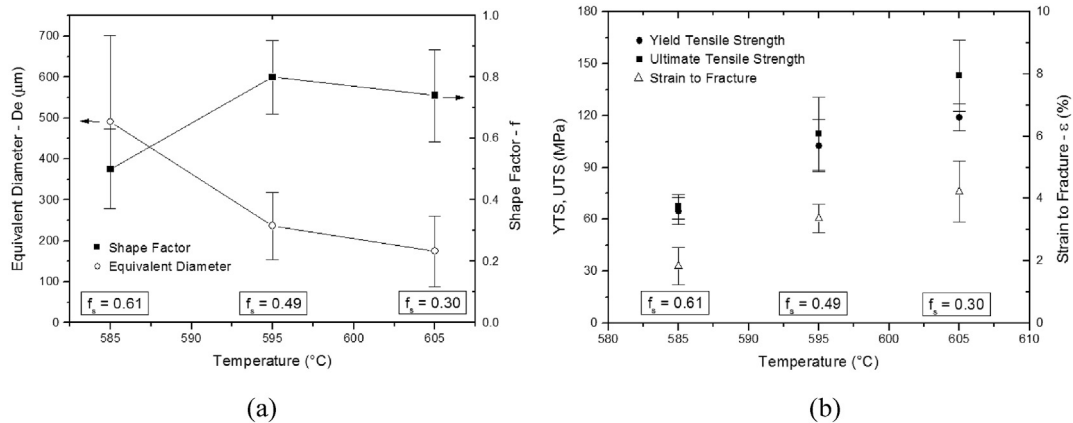 Equivalent Diameter - De (µm)
700
600
500
400
300
200
100
0
1.0
0.8
0.6
0.4
0.2
0.0
Shape Factor - f
Shape Factor
Equivalent Diameter
fs = 0.61
fs = 0.49
fs = 0.30
585 590 595 600 605
Temperature (°C)
(a)
YTS, UTS (MPa)
180
150
120
90
60
30
0
10
8
6
4
2
0
Strain to Fracture - ε (%)
Yield Tensile Strength
Ultimate Tensile Strength
Strain to Fracture
fs = 0.61
fs = 0.49
fs = 0.30
580 585 590 595 600 605 610
Temperature (°C)
(b)